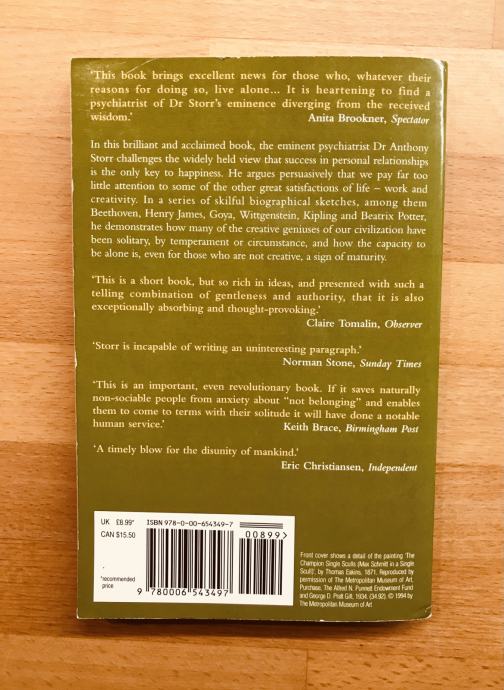 'This book brings excellent news for those who, whatever their
reasons for doing so, live alone... It is heartening to find a
psychiatrist of Dr Storr's eminence diverging from the received
wisdom.' Anita Brookner, Spectator
In this brilliant and acclaimed book, the eminent psychiatrist Dr Anthony
Storr challenges the widely held view that success in personal relationships
is the only key to happiness. He argues persuasively that we pay far too
little attention to some of the other great satisfactions of life – work and
creativity. In a series of skilful biographical sketches, among them
Beethoven, Henry James, Goya, Wittgenstein, Kipling and Beatrix Potter,
he demonstrates how many of the creative geniuses of our civilization have
been solitary, by temperament or circumstance, and how the capacity to
be alone is, even for those who are not creative, a sign of maturity.
'This is a short book, but so rich in ideas, and presented with such a
telling combination of gentleness and authority, that it is also
exceptionally absorbing and thought-provoking.'
Claire Tomalin, Observer
'Storr is incapable of writing an uninteresting paragraph.'
Norman Stone, Sunday Times
'This is an important, even revolutionary book. If it saves naturally
non-sociable people from anxiety about "not belonging" and enables
them to come to terms with their solitude it will have done a notable
human service.' Keith Brace, Birmingham Post
'A timely blow for the disunity of mankind.'
Eric Christiansen, Independent
UK £8.99* ISBN 978-0-00-654349-7
CAN $15.50
00899>
*recommended
price
9 780006 543497
Front cover shows a detail of the painting 'The
Champion Single Sculls (Max Schmitt in a Single
Scull)', by Thomas Eakins, 1871. Reproduced by
permission of The Metropolitan Museum of Art,
Purchase, The Alfred N. Punnett Endowment Fund
and George D. Pratt Gift, 1934. (34.92). © 1994 by
The Metropolitan Museum of Art